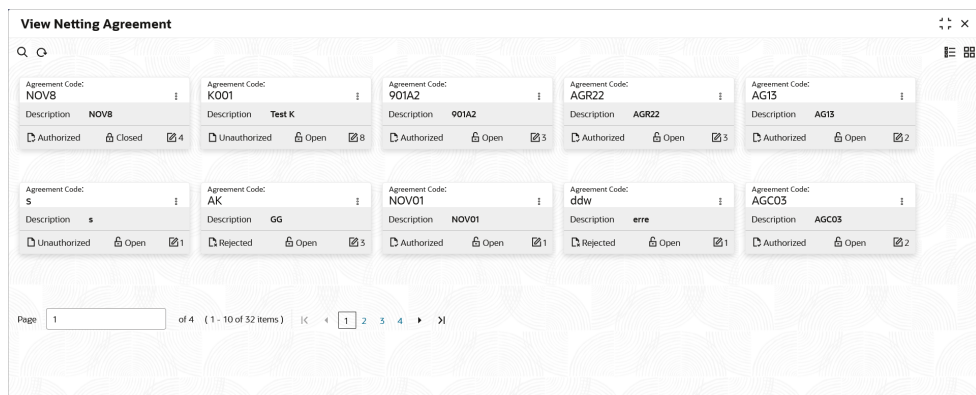 View Netting Agreement
Agreement Code:
NOV8
Description NOV8
Authorized Closed 4
Agreement Code:
K001
Description Test K
Unauthorized Open 8
Agreement Code:
901A2
Description 901A2
Authorized Open 3
Agreement Code:
AGR22
Description AGR22
Authorized Open 3
Agreement Code:
AG13
Description AG13
Authorized Open 2
Agreement Code:
s
Description s
Unauthorized Open 1
Agreement Code:
AK
Description GG
Rejected Open 3
Agreement Code:
NOV01
Description NOV01
Authorized Open 1
Agreement Code:
ddw
Description erre
Rejected Open 1
Agreement Code:
AGC03
Description AGC03
Authorized Open 2
Page 1 of 4 ( 1 - 10 of 32 items ) 1 2 3 4